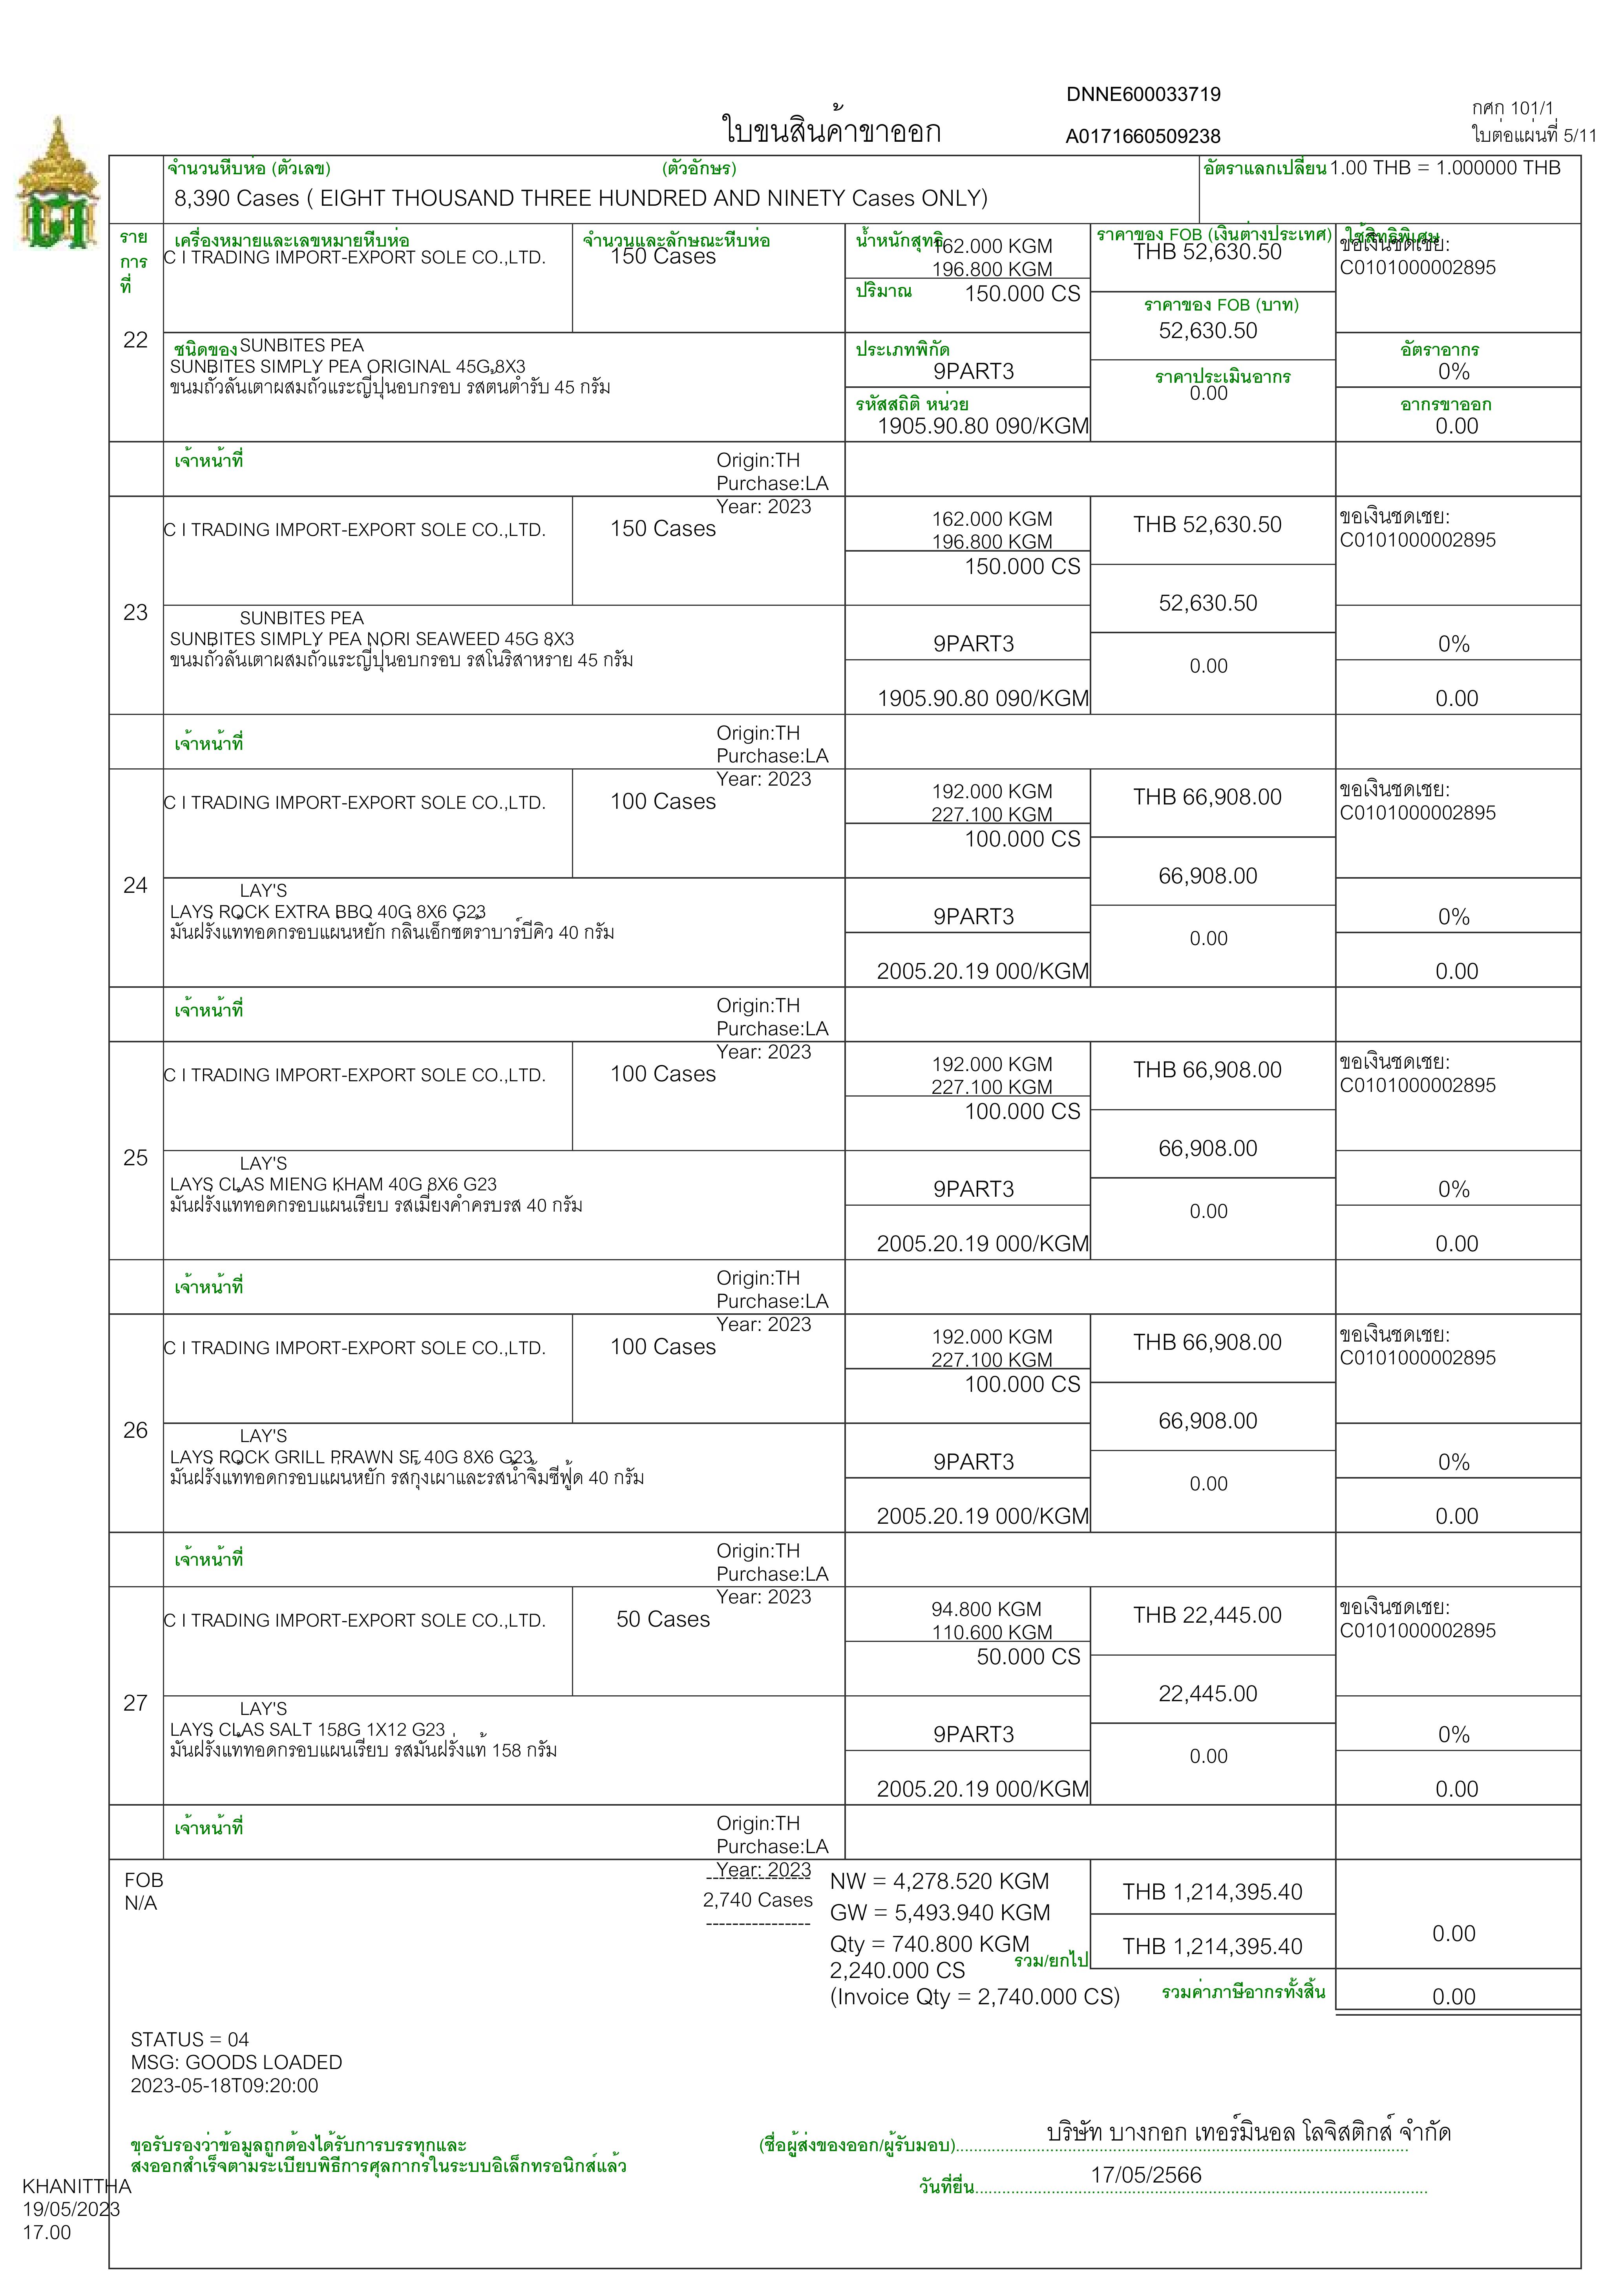 DNNE600033719
ใบขนสินค้าขาออก
A0171660509238
กศก 101/1
ใบต่อแผ่นที่ 5/11
จำนวนหีบห่อ (ตัวเลข) (ตัวอักษร) อัตราแลกเปลี่ยน 1.00 THB = 1.000000 THB
8,390 Cases ( EIGHT THOUSAND THREE HUNDRED AND NINETY Cases ONLY)
ราย
การ
ที่
เครื่องหมายและเลขหมายหีบห่อ จำนวนและลักษณะหีบห่อ น้ำหนักสุทธิ ราคาของ FOB (เงินต่างประเทศ) ใช้สิทธิพิเศษ
C I TRADING IMPORT-EXPORT SOLE CO.,LTD. 150 Cases 162.000 KGM THB 52,630.50 ขอเงินชดเชย:
196.800 KGM C0101000002895
ปริมาณ 150.000 CS
ราคาของ FOB (บาท)
22 52,630.50
ชนิดของ SUNBITES PEA ประเภทพิกัด อัตราอากร
SUNBITES SIMPLY PEA ORIGINAL 45G 8X3 9PART3 ราคาประเมินอากร 0%
ขนมถั่วลันเตาผสมถั่วแระญี่ปุ่นอบกรอบ รสตนตำรับ 45 กรัม 0.00
รหัสสถิติ หน่วย อากรขาออก
1905.90.80 090/KGM 0.00
เจ้าหน้าที่ Origin:TH
Purchase:LA
Year: 2023
C I TRADING IMPORT-EXPORT SOLE CO.,LTD. 150 Cases 162.000 KGM THB 52,630.50 ขอเงินชดเชย:
196.800 KGM C0101000002895
150.000 CS
23 52,630.50
SUNBITES PEA
SUNBITES SIMPLY PEA NORI SEAWEED 45G 8X3 9PART3 0%
ขนมถั่วลันเตาผสมถั่วแระญี่ปุ่นอบกรอบ รสโนริสาหราย 45 กรัม 0.00
1905.90.80 090/KGM 0.00
เจ้าหน้าที่ Origin:TH
Purchase:LA
Year: 2023
C I TRADING IMPORT-EXPORT SOLE CO.,LTD. 100 Cases 192.000 KGM THB 66,908.00 ขอเงินชดเชย:
227.100 KGM C0101000002895
100.000 CS
24 66,908.00
LAY'S
LAYS ROCK EXTRA BBQ 40G 8X6 G23 9PART3 0%
มันฝรั่งแท้ทอดกรอบแผ่นหยัก กลิ่นเอ็กซ์ตร้าบาร์บีคิว 40 กรัม 0.00
2005.20.19 000/KGM 0.00
เจ้าหน้าที่ Origin:TH
Purchase:LA
Year: 2023
C I TRADING IMPORT-EXPORT SOLE CO.,LTD. 100 Cases 192.000 KGM THB 66,908.00 ขอเงินชดเชย:
227.100 KGM C0101000002895
100.000 CS
25 66,908.00
LAY'S
LAYS CLAS MIENG KHAM 40G 8X6 G23 9PART3 0%
มันฝรั่งแท้ทอดกรอบแผ่นเรียบ รสเมี่ยงคำครบรส 40 กรัม 0.00
2005.20.19 000/KGM 0.00
เจ้าหน้าที่ Origin:TH
Purchase:LA
Year: 2023
C I TRADING IMPORT-EXPORT SOLE CO.,LTD. 100 Cases 192.000 KGM THB 66,908.00 ขอเงินชดเชย:
227.100 KGM C0101000002895
100.000 CS
26 66,908.00
LAY'S
LAYS ROCK GRILL PRAWN SF 40G 8X6 G23 9PART3 0%
มันฝรั่งแท้ทอดกรอบแผ่นหยัก รสกุ้งเผาและรสน้ำจิ้มซีฟู้ด 40 กรัม 0.00
2005.20.19 000/KGM 0.00
เจ้าหน้าที่ Origin:TH
Purchase:LA
Year: 2023
C I TRADING IMPORT-EXPORT SOLE CO.,LTD. 50 Cases 94.800 KGM THB 22,445.00 ขอเงินชดเชย:
110.600 KGM C0101000002895
50.000 CS
27 22,445.00
LAY'S
LAYS CLAS SALT 158G 1X12 G23 9PART3 0%
มันฝรั่งแท้ทอดกรอบแผ่นเรียบ รสมันฝรั่งแท้ 158 กรัม 0.00
2005.20.19 000/KGM 0.00
เจ้าหน้าที่ Origin:TH
Purchase:LA
Year: 2023
FOB NW = 4,278.520 KGM THB 1,214,395.40
N/A 2,740 Cases
GW = 5,493.940 KGM 0.00
Qty = 740.800 KGM รวม/ยกไป THB 1,214,395.40
2,240.000 CS
(Invoice Qty = 2,740.000 CS) รวมค่าภาษีอากรทั้งสิ้น 0.00
STATUS = 04
MSG: GOODS LOADED
2023-05-18T09:20:00
ขอรับรองว่าข้อมูลถูกต้องได้รับการบรรทุกและ (ชื่อผู้ส่งของออก/ผู้รับมอบ) บริษัท บางกอก เทอร์มินอล โลจิสติกส์ จำกัด
ส่งออกสำเร็จตามระเบียบพิธีการศุลกากรในระบบอิเล็กทรอนิกส์แล้ว
วันที่ยื่น 17/05/2566
KHANITTHA
19/05/2023
17.00